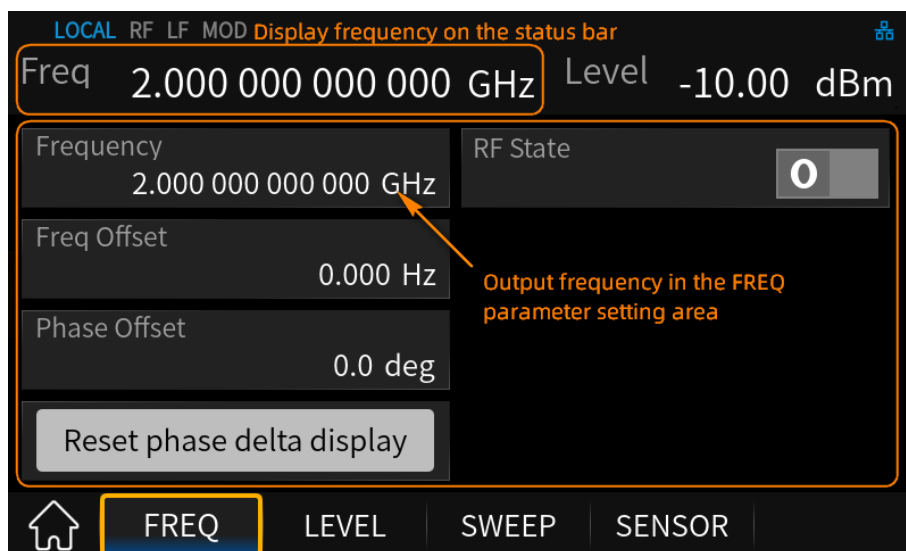 LOCAL RF LF MOD Display frequency on the status bar
Freq 2.000 000 000 000 GHz Level -10.00 dBm
Frequency
2.000 000 000 000 GHz
RF State
0
Freq Offset
0.000 Hz
Output frequency in the FREQ
parameter setting area
Phase Offset
0.0 deg
Reset phase delta display
FREQ LEVEL SWEEP SENSOR